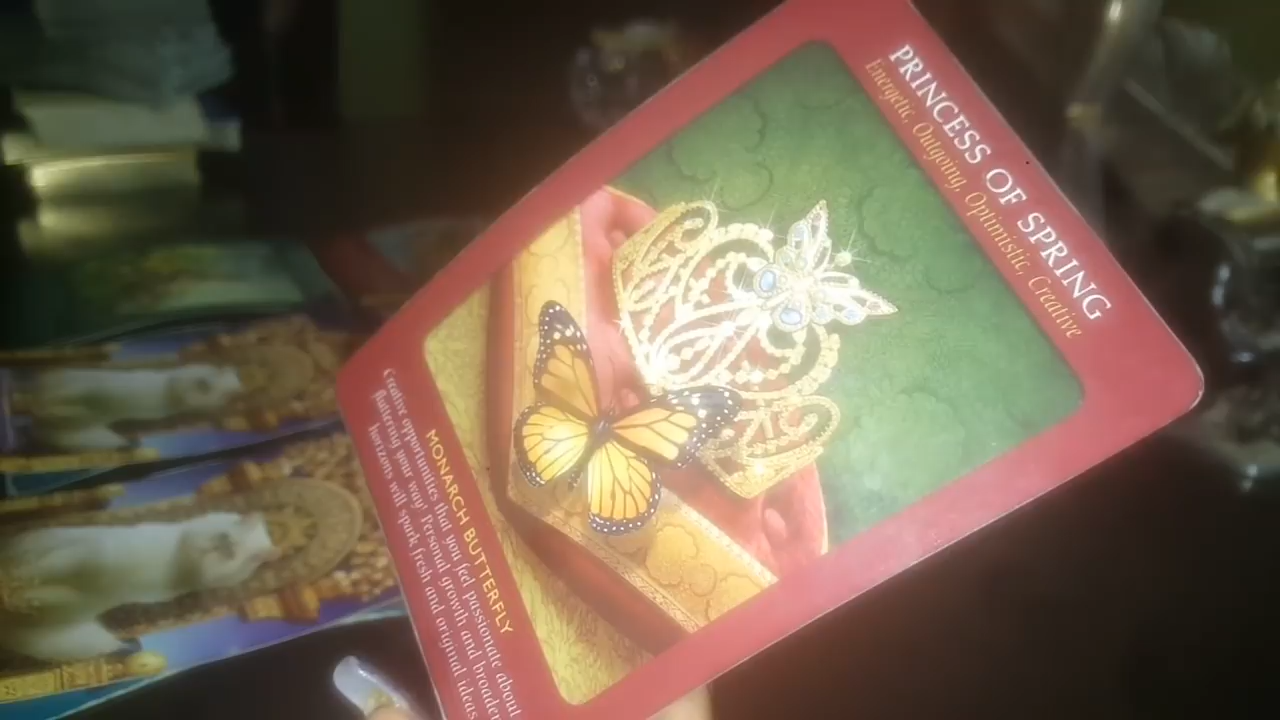 PRINCESS OF SPRING
Energetic, Outgoing, Optimistic, Creative
MONARCH BUTTERFLY
Creative opportunities that you feel passionate about
fluttering your way! Personal growth and broader
horizons will spark fresh and original ideas.